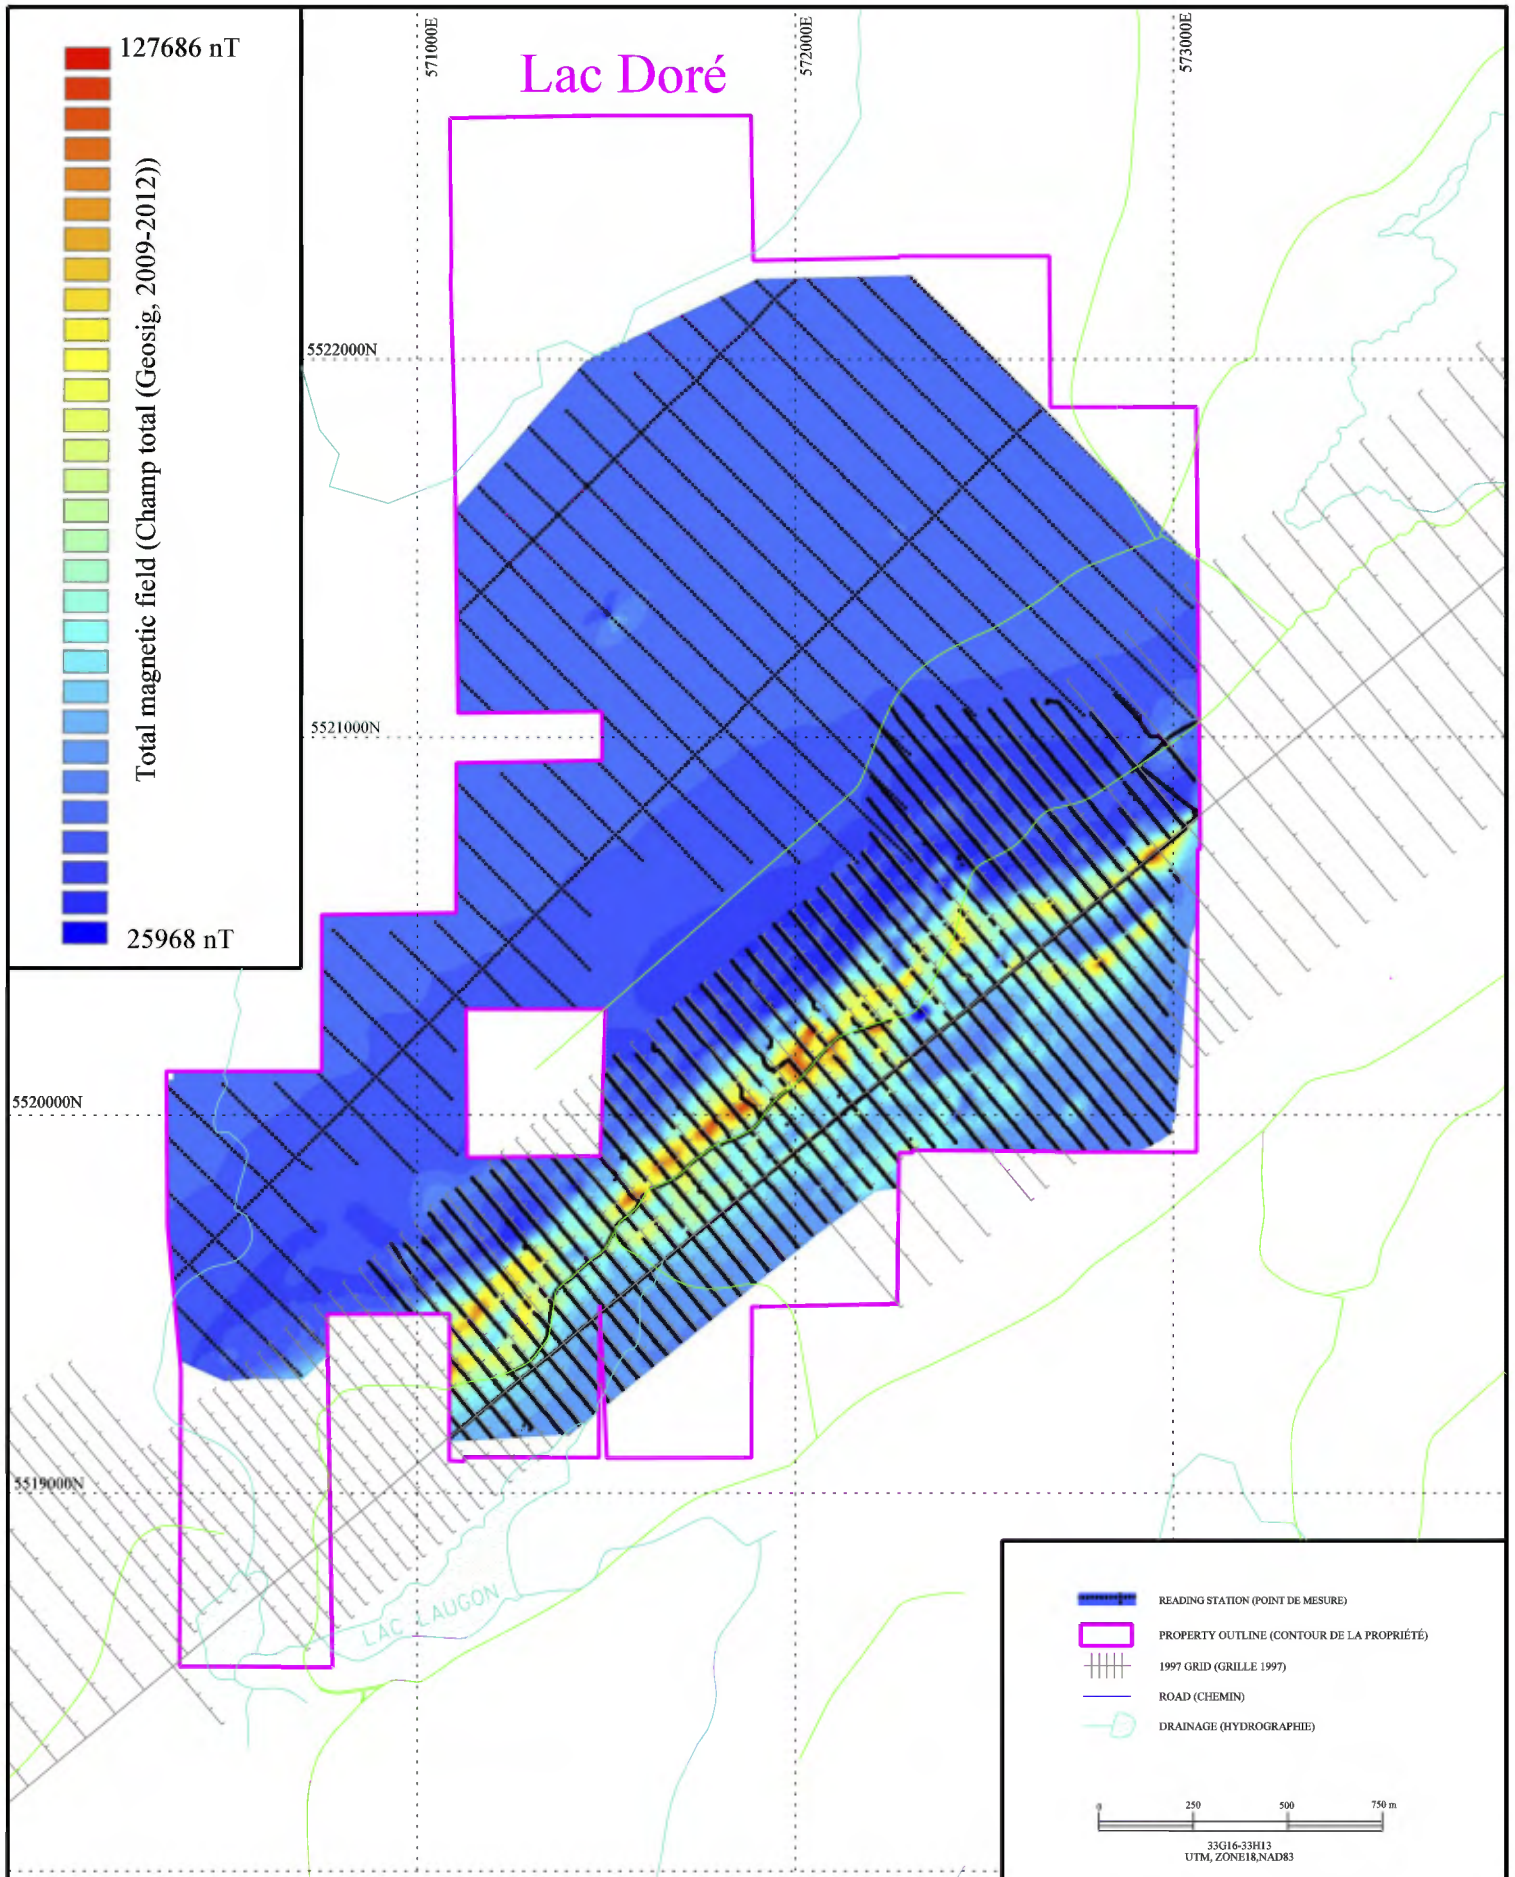 127686 nT
Total magnetic field (Champ total (Geosig, 2009-2012))
25968 nT
Lac Doré
571000E
572000E
573000E
5522000N
5521000N
5520000N
5519000N
LAC LAUGON
READING STATION (POINT DE MESURE)
PROPERTY OUTLINE (CONTOUR DE LA PROPRIÉTÉ)
1997 GRID (GRILLE 1997)
ROAD (CHEMIN)
DRAINAGE (HYDROGRAPHIE)
0 250 500 750 m
33G16-33H13
UTM, ZONE18,NAD83